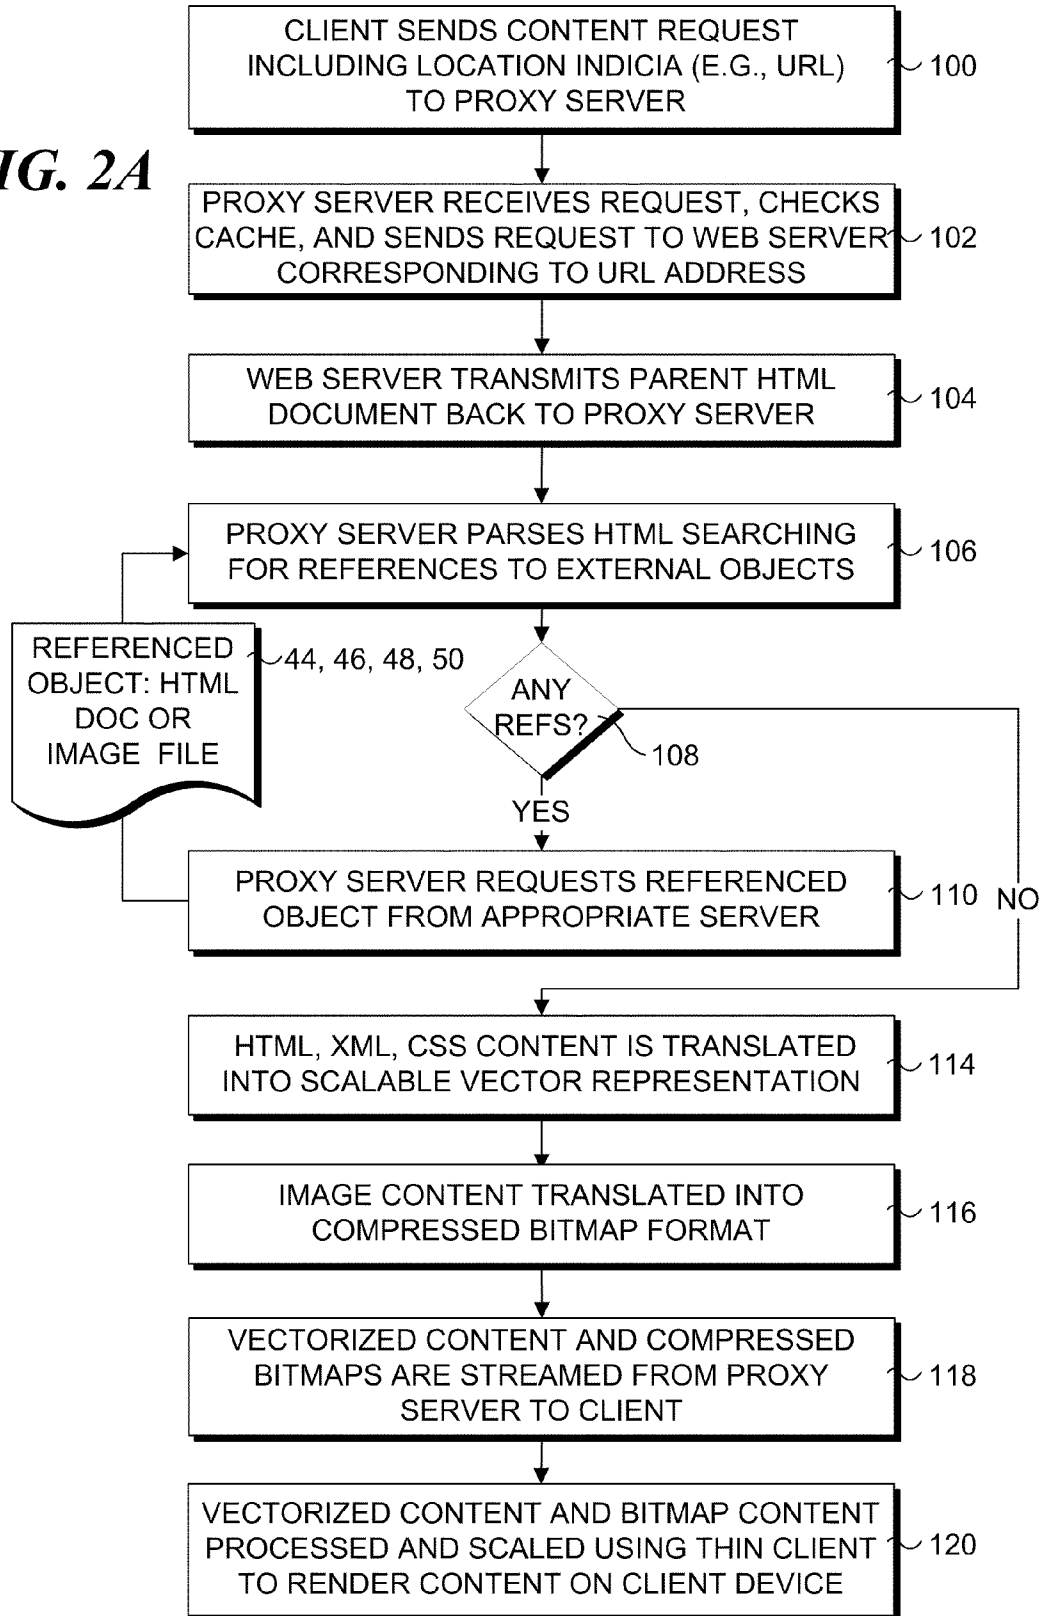 CLIENT SENDS CONTENT REQUEST
INCLUDING LOCATION INDICIA (E.G., URL)
TO PROXY SERVER
100
IG. 2A
PROXY SERVER RECEIVES REQUEST, CHECKS
CACHE, AND SENDS REQUEST TO WEB SERVER
CORRESPONDING TO URL ADDRESS
102
WEB SERVER TRANSMITS PARENT HTML
DOCUMENT BACK TO PROXY SERVER
104
PROXY SERVER PARSES HTML SEARCHING
FOR REFERENCES TO EXTERNAL OBJECTS
106
REFERENCED
OBJECT: HTML
DOC OR
IMAGE FILE
44, 46, 48, 50
ANY
REFS?
108
YES
PROXY SERVER REQUESTS REFERENCED
OBJECT FROM APPROPRIATE SERVER
110
NO
HTML, XML, CSS CONTENT IS TRANSLATED
INTO SCALABLE VECTOR REPRESENTATION
114
IMAGE CONTENT TRANSLATED INTO
COMPRESSED BITMAP FORMAT
116
VECTORIZED CONTENT AND COMPRESSED
BITMAPS ARE STREAMED FROM PROXY
SERVER TO CLIENT
118
VECTORIZED CONTENT AND BITMAP CONTENT
PROCESSED AND SCALED USING THIN CLIENT
TO RENDER CONTENT ON CLIENT DEVICE
120